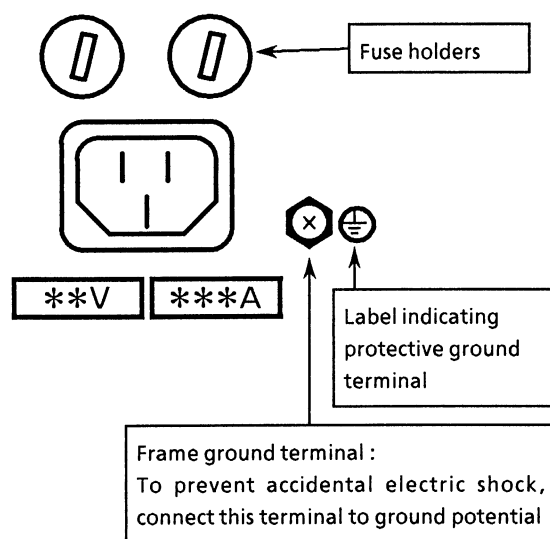 Fuse holders
**V ***A
Label indicating
protective ground
terminal
Frame ground terminal :
To prevent accidental electric shock,
connect this terminal to ground potential